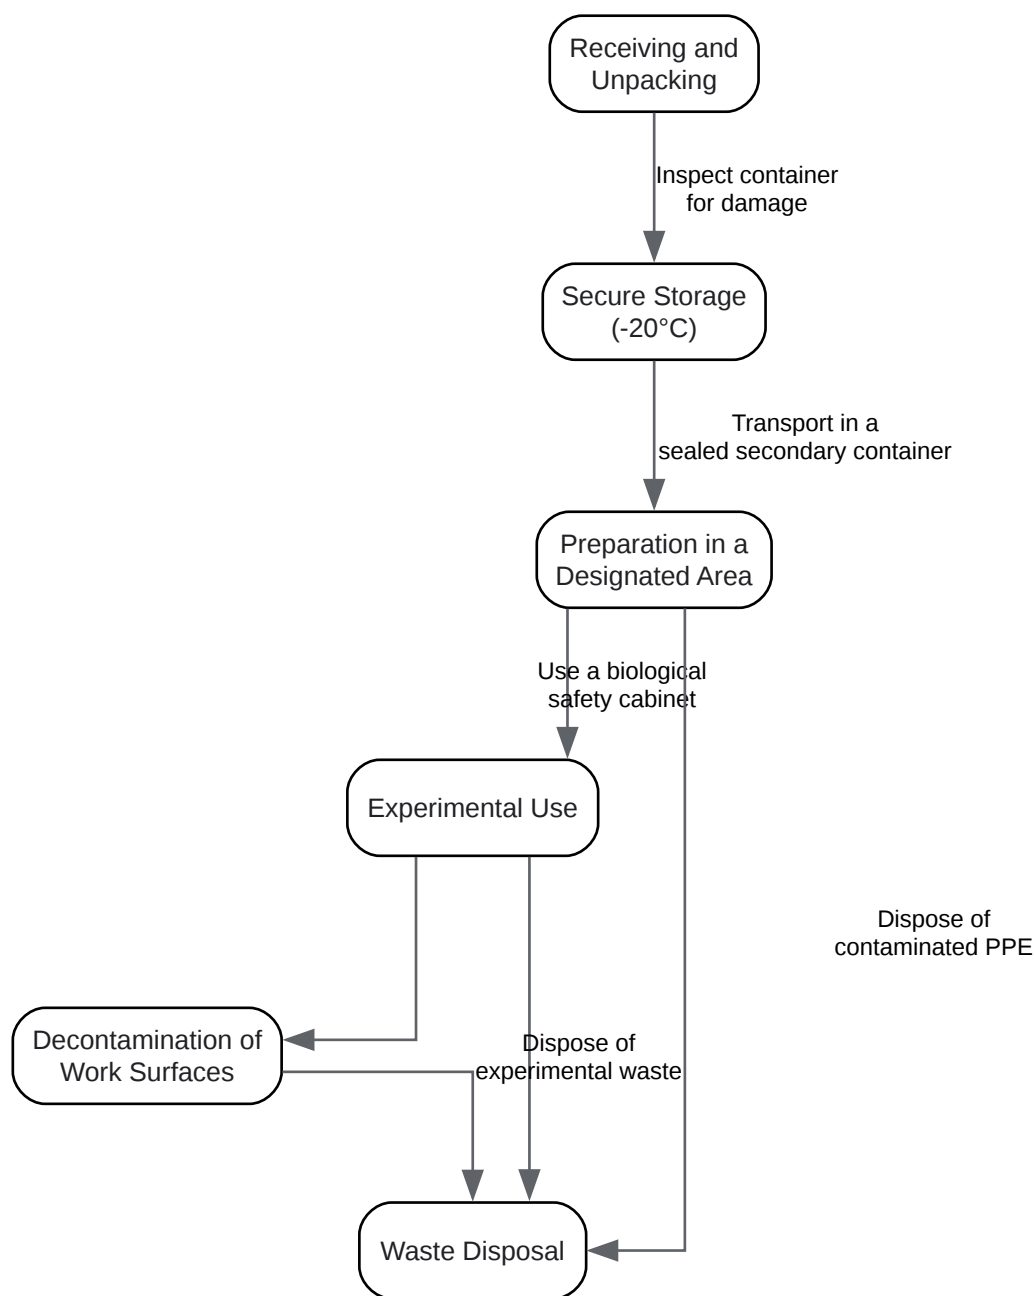 Receiving and
Unpacking
Inspect container
for damage
Secure Storage
(-20°C)
Transport in a
sealed secondary container
Preparation in a
Designated Area
Use a biological
safety cabinet
Experimental Use
Dispose of
contaminated PPE
Decontamination of
Work Surfaces
Dispose of
experimental waste
Waste Disposal